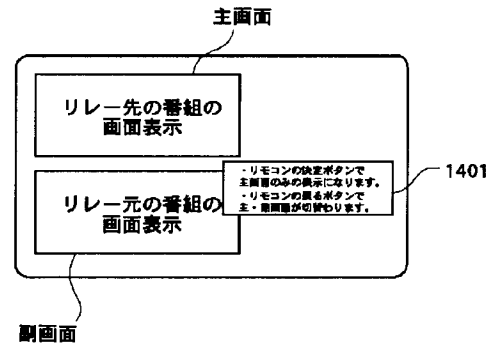 主画面
リレー先の番組の
画面表示
・リモコンの決定ボタンで
主画面のみの表示になります。
・リモコンの戻るボタンで
主・副画面が切替わります。
1401
リレー元の番組の
画面表示
副画面